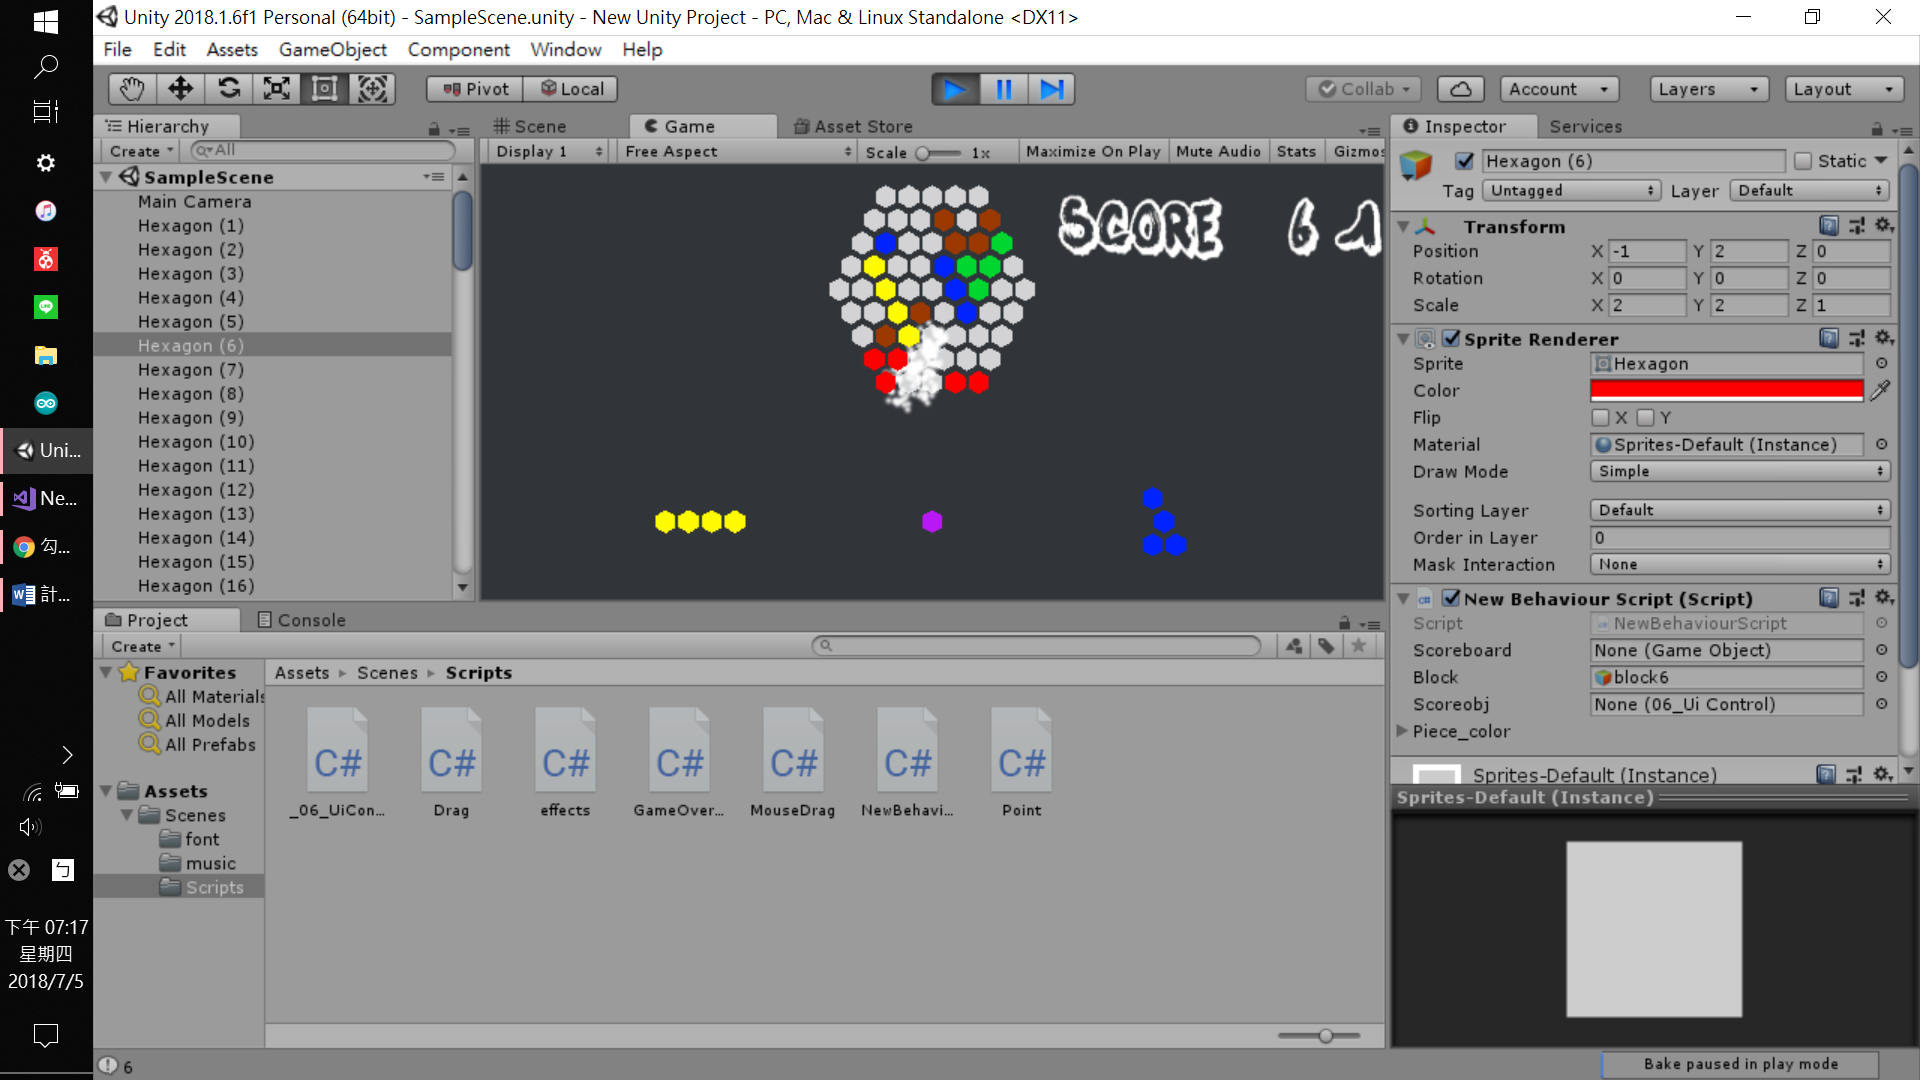 Unity 2018.1.6f1 Personal (64bit) - SampleScene.unity - New Unity Project - PC, Mac & Linux Standalone <DX11>
File Edit Assets GameObject Component Window Help
Pivot Local
Collab Account Layers Layout
Hierarchy
Create All
SampleScene
Main Camera
Hexagon (1)
Hexagon (2)
Hexagon (3)
Hexagon (4)
Hexagon (5)
Hexagon (6)
Hexagon (7)
Hexagon (8)
Hexagon (9)
Hexagon (10)
Hexagon (11)
Hexagon (12)
Hexagon (13)
Hexagon (14)
Hexagon (15)
Hexagon (16)
Scene Game Asset Store
Display 1 Free Aspect Scale 1x Maximize On Play Mute Audio Stats Gizmos
SCORE 6 1
Inspector Services
Hexagon (6) Static
Tag Untagged Layer Default
Transform
Position X -1 Y 2 Z 0
Rotation X 0 Y 0 Z 0
Scale X 2 Y 2 Z 1
Sprite Renderer
Sprite Hexagon
Color
Flip X Y
Material Sprites-Default (Instance)
Draw Mode Simple
Sorting Layer Default
Order in Layer 0
Mask Interaction None
New Behaviour Script (Script)
Script NewBehaviourScript
Scoreboard None (Game Object)
Block block6
Scoreobj None (06_Ui Control)
Piece_color
Sprites-Default (Instance)
Sprites-Default (Instance)
Project Console
Create
Favorites
All Materials
All Models
All Prefabs
Assets
Scenes
font
music
Scripts
Assets Scenes Scripts
C# C# C# C# C# C# C#
_06_UiCon... Drag effects GameOver... MouseDrag NewBehavi... Point
6
Bake paused in play mode
Uni...
Ne...
勾...
計...
ㄅ
下午 07:17
星期四
2018/7/5